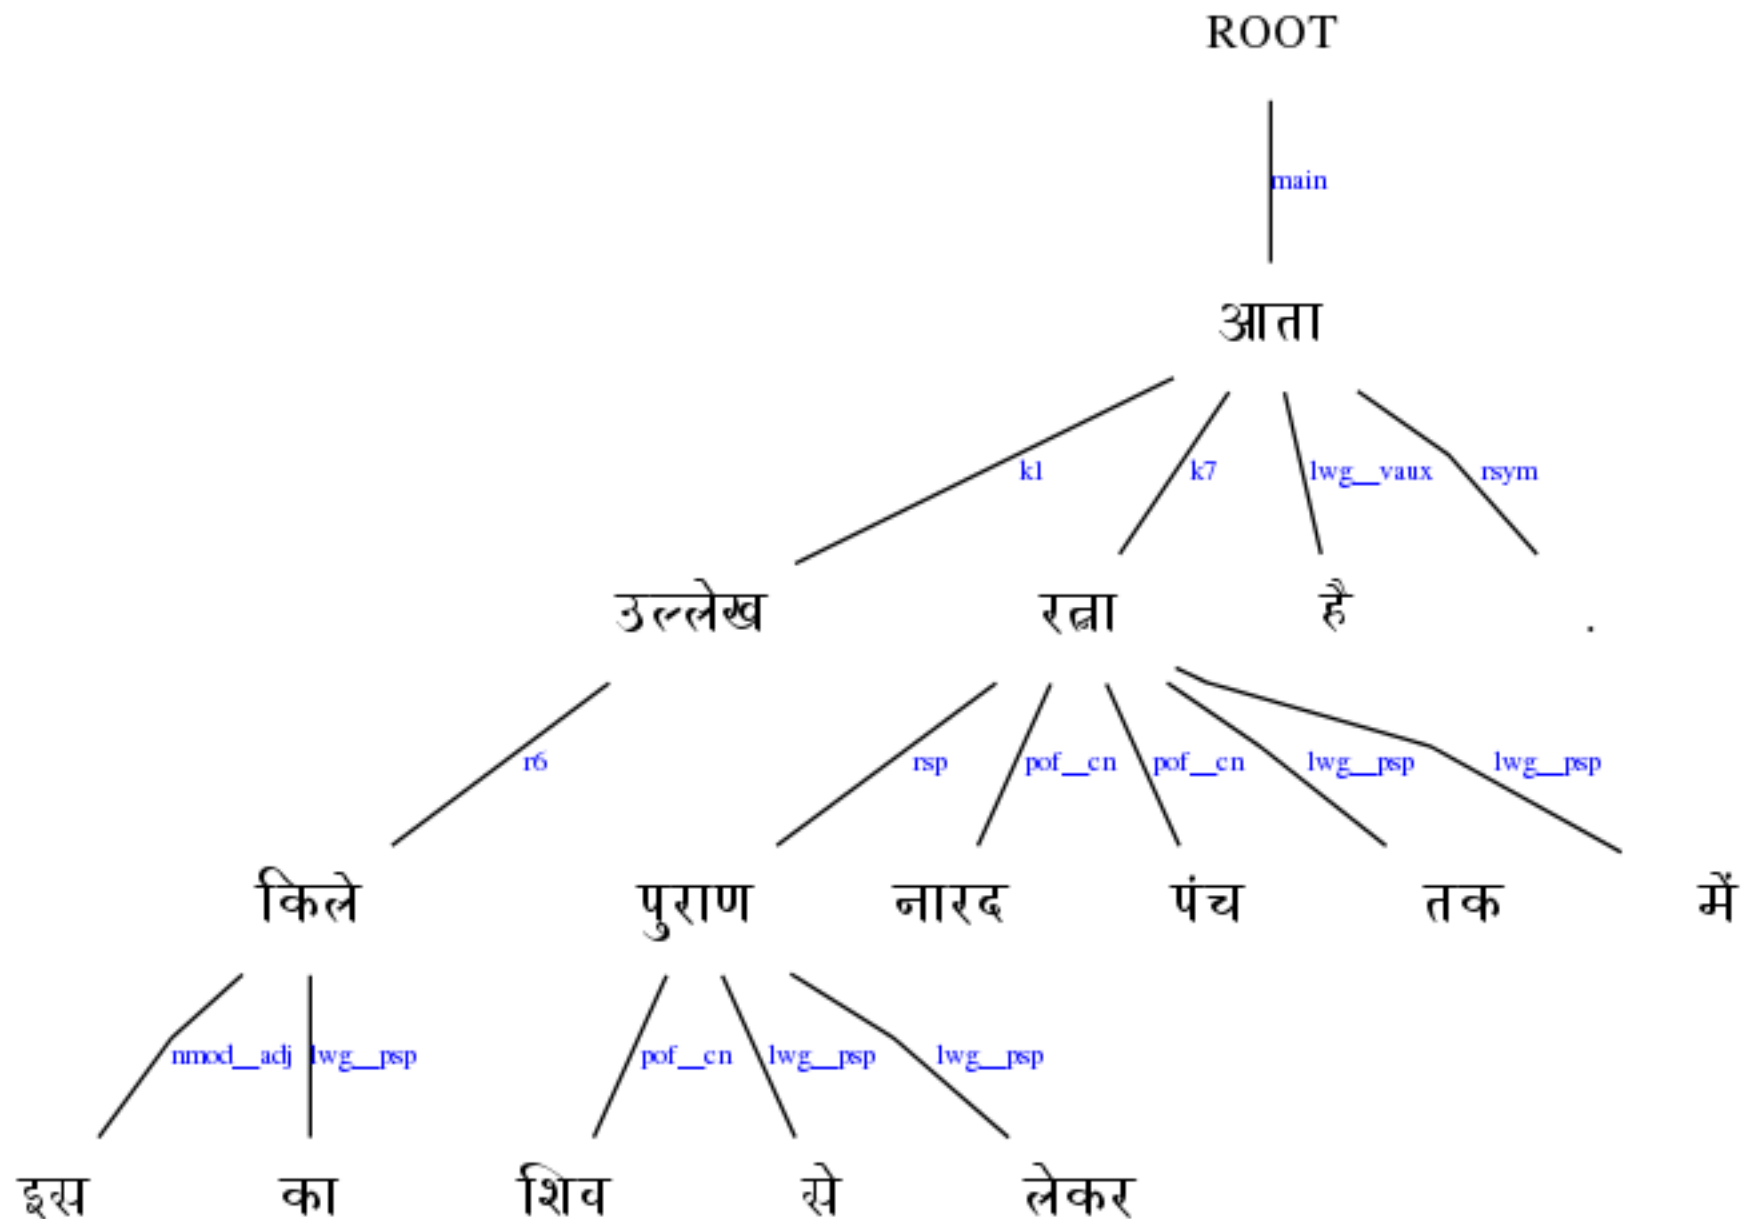 ROOT
main
आता
k1 k7 lwg__vaux rsym
उल्लेख रत्ना है .
r6 rsp pof__cn pof__cn lwg__psp lwg__psp
किले पुराण नारद पंच तक में
nmod__adj lwg__psp pof__cn lwg__psp lwg__psp
इस का शिव से लेकर